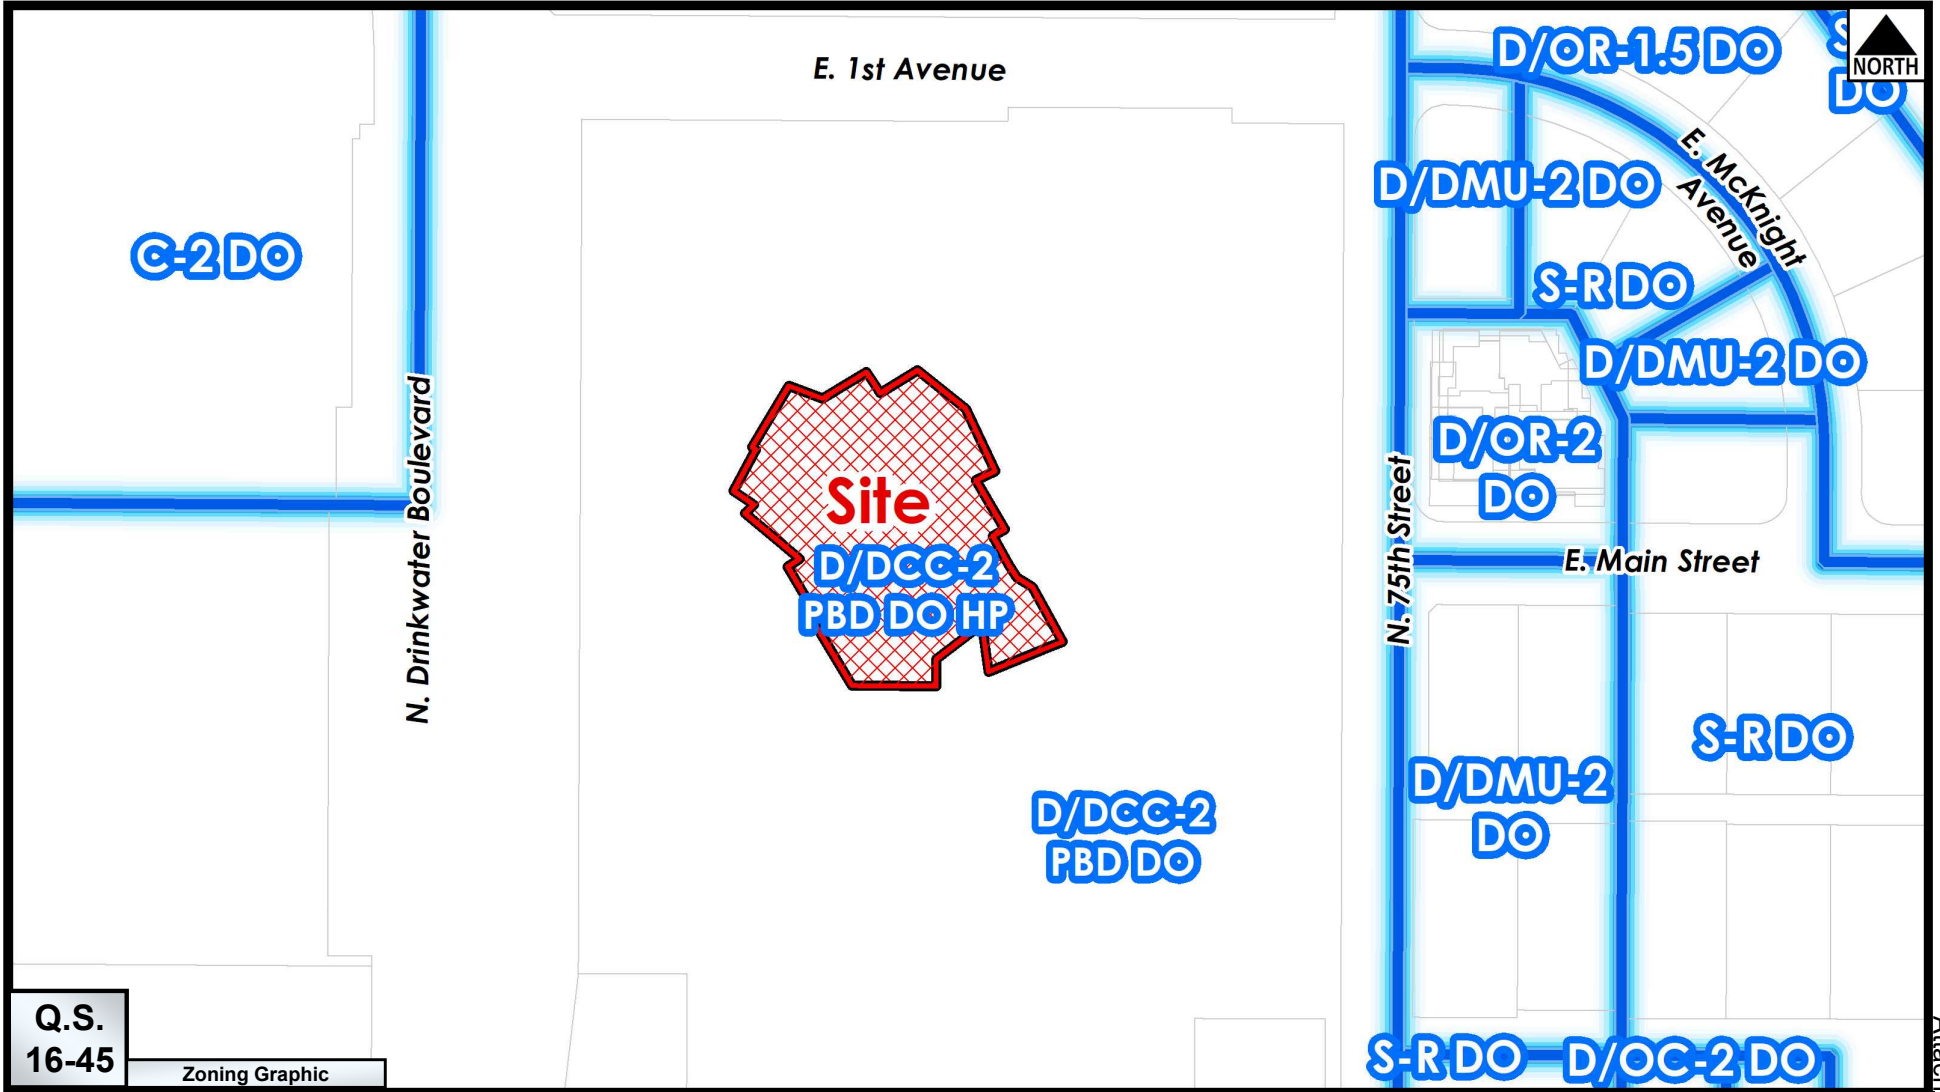 E. 1st Avenue
D/OR-1.5 DO
DO
NORTH
C-2 DO
D/DMU-2 DO
E. McKnight
Avenue
S-R DO
D/DMU-2 DO
N. Drinkwater Boulevard
Site
D/DCC-2
PBD DO HP
N. 75th Street
D/OR-2
DO
E. Main Street
S-R DO
D/DMU-2
DO
D/DCC-2
PBD DO
S-R DO
D/OC-2 DO
Q.S.
16-45
Zoning Graphic